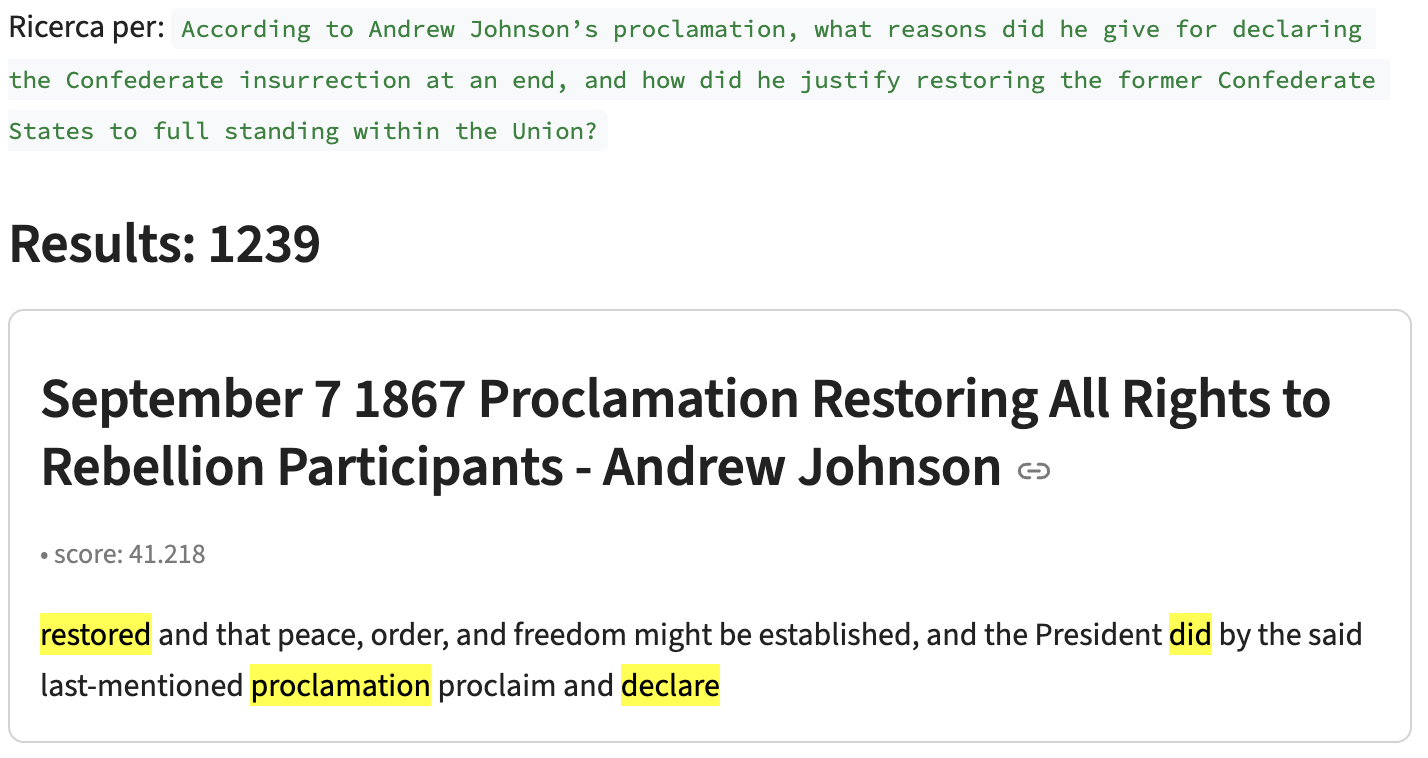 Ricerca per: According to Andrew Johnson’s proclamation, what reasons did he give for declaring
the Confederate insurrection at an end, and how did he justify restoring the former Confederate
States to full standing within the Union?
Results: 1239
September 7 1867 Proclamation Restoring All Rights to
Rebellion Participants - Andrew Johnson
• score: 41.218
restored and that peace, order, and freedom might be established, and the President did by the said
last-mentioned proclamation proclaim and declare